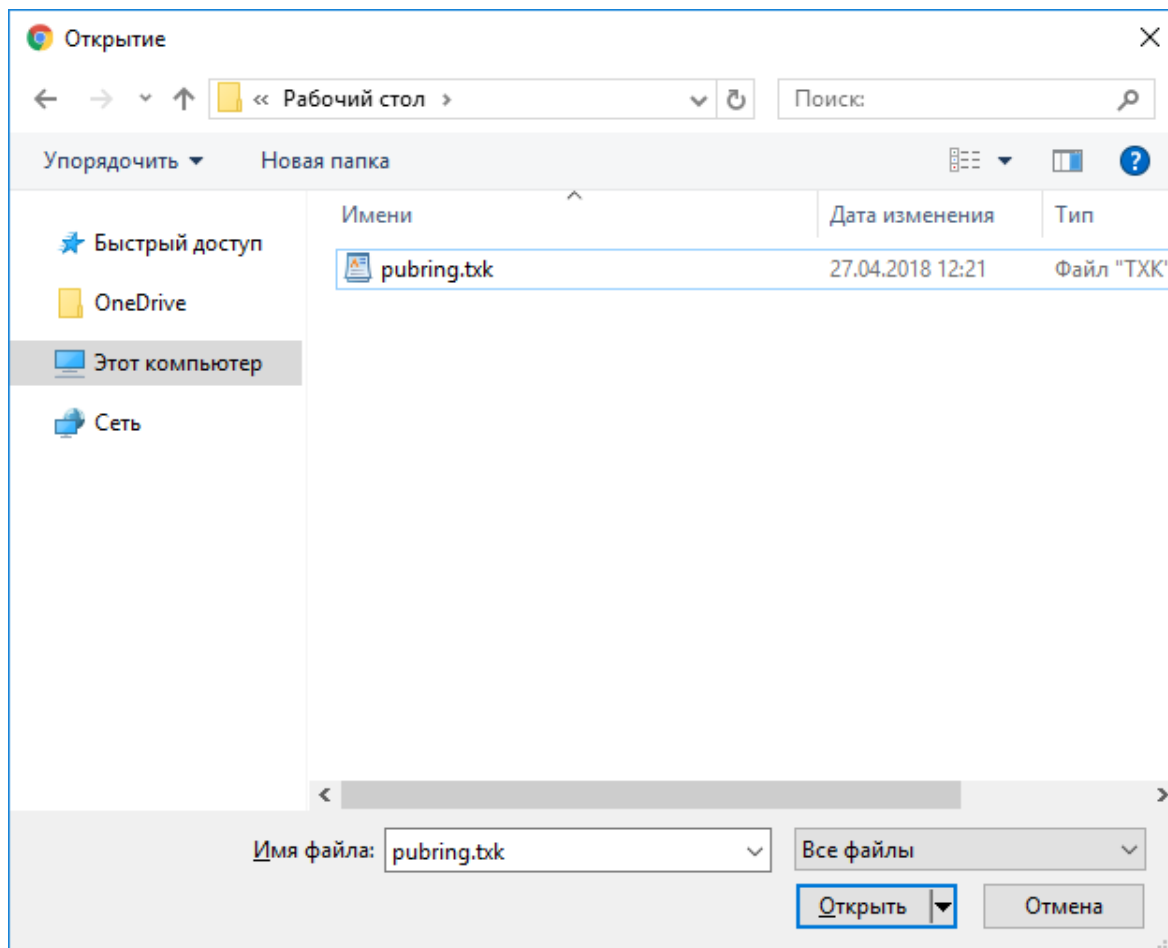 Открытие
« Рабочий стол > Поиск:
Упорядочить Новая папка ?
Имени Дата изменения Тип
Быстрый доступ
pubring.txk 27.04.2018 12:21 Файл "ТХК"
OneDrive
Этот компьютер
Сеть
Имя файла: pubring.txk Все файлы
Открыть Отмена